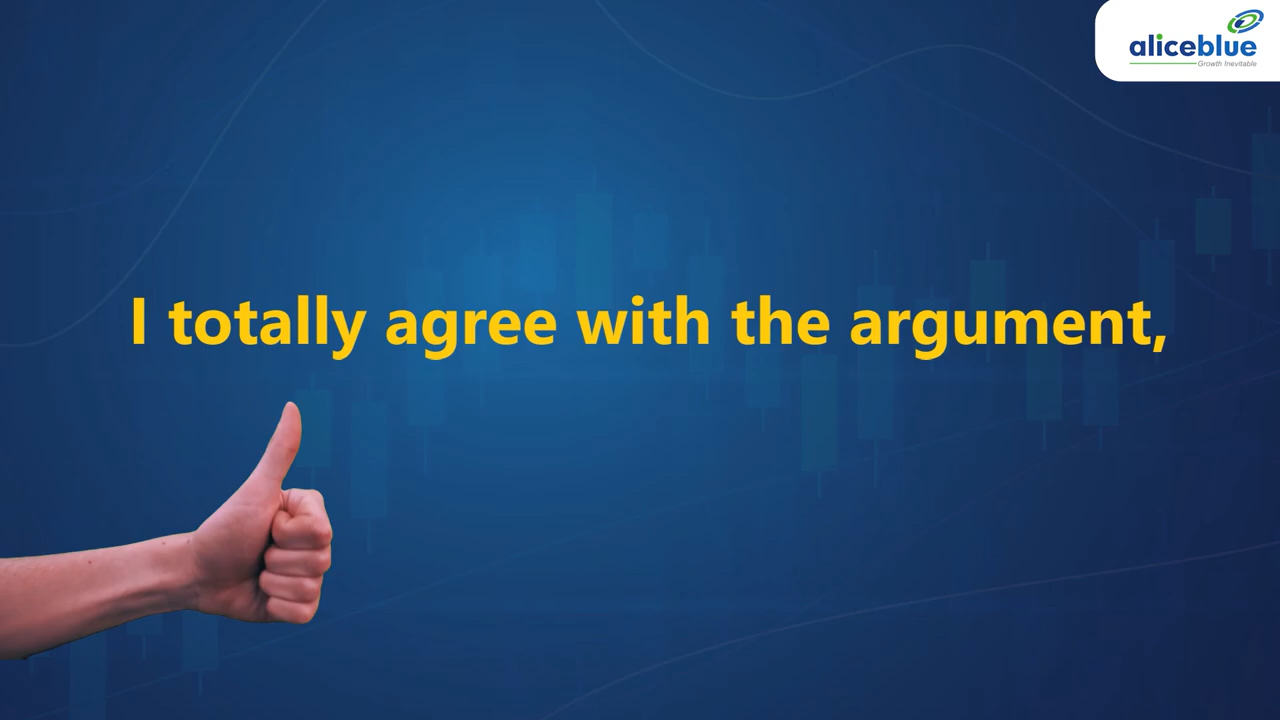 aliceblue
Growth Inevitable
I totally agree with the argument,